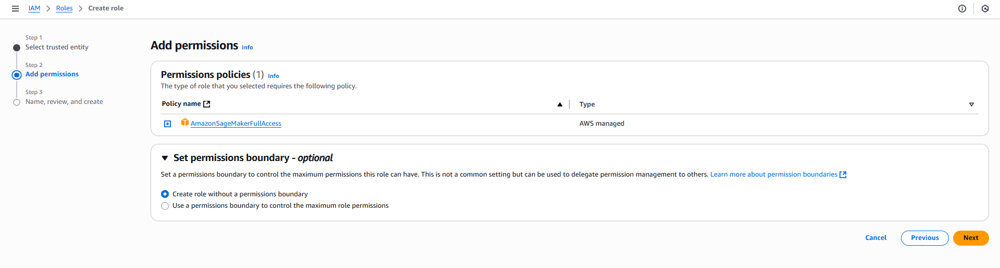 IAM > Roles > Create role
Step 1
Select trusted entity
Step 2
Add permissions
Step 3
Name, review, and create
Add permissions Info
Permissions policies (1) Info
The type of role that you selected requires the following policy.
Policy name Type
AmazonSageMakerFullAccess AWS managed
Set permissions boundary - optional
Set a permissions boundary to control the maximum permissions this role can have. This is not a common setting but can be used to delegate permission management to others. Learn more about permission boundaries
Create role without a permissions boundary
Use a permissions boundary to control the maximum role permissions
Cancel Previous Next